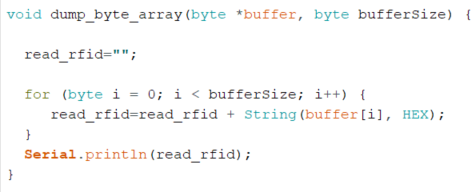 void dump_byte_array(byte *buffer, byte bufferSize) {
read_rfid="";
for (byte i = 0; i < bufferSize; i++) {
read_rfid=read_rfid + String(buffer[i], HEX);
}
Serial.println(read_rfid);
}